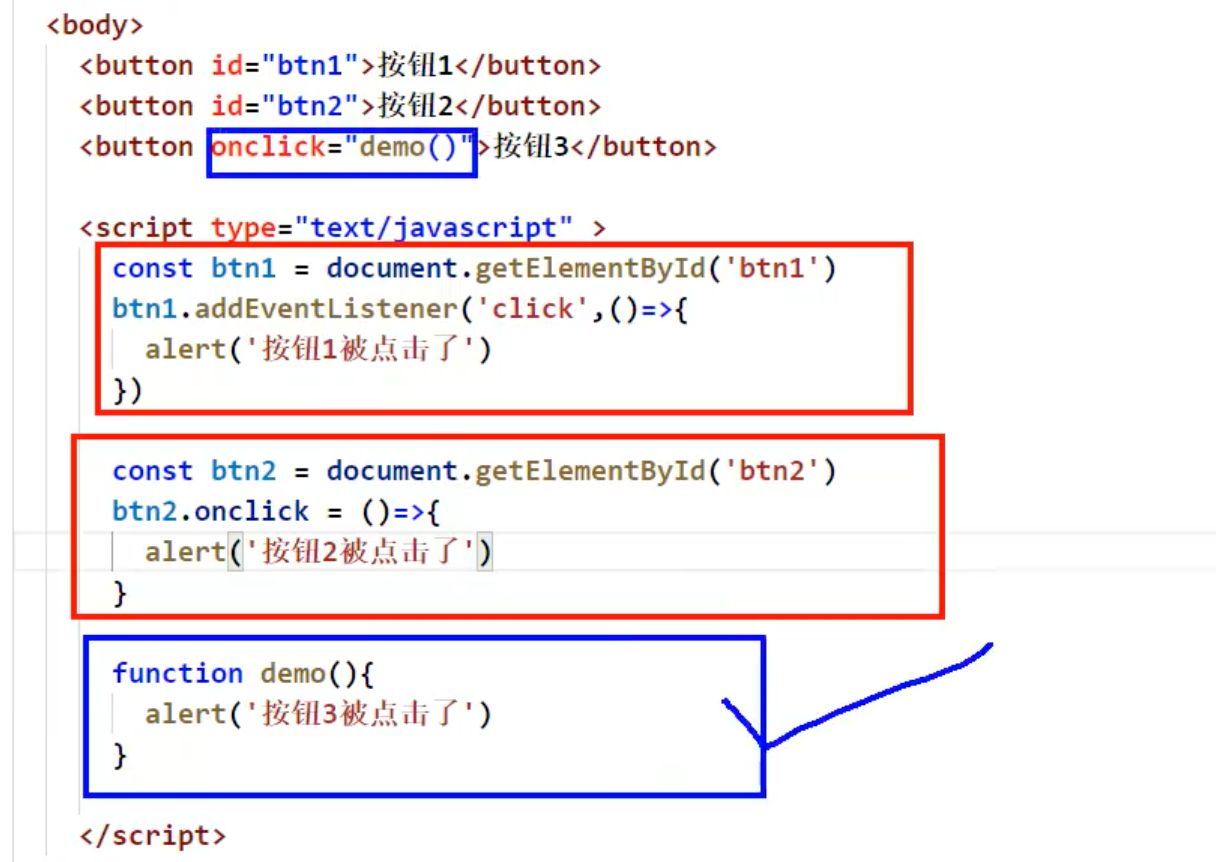 <body>
<button id="btn1">按钮1</button>
<button id="btn2">按钮2</button>
<button onclick="demo()">按钮3</button>
<script type="text/javascript" >
const btn1 = document.getElementById('btn1')
btn1.addEventListener('click',()=>{
alert('按钮1被点击了')
})
const btn2 = document.getElementById('btn2')
btn2.onclick = ()=>{
alert('按钮2被点击了')
}
function demo(){
alert('按钮3被点击了')
}
</script>